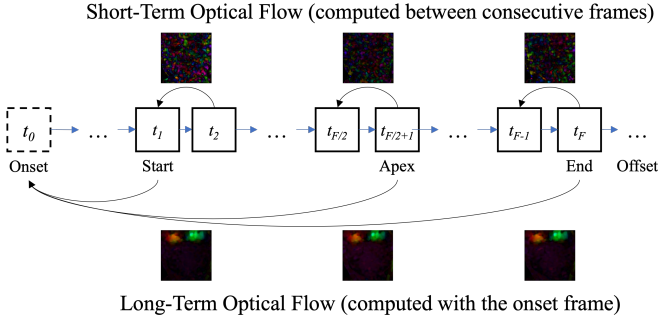 Short-Term Optical Flow (computed between consecutive frames)
t0 ... t1 t2 ... tF/2 tF/2+1 ... tF-1 tF ...
Onset Start Apex End Offset
Long-Term Optical Flow (computed with the onset frame)